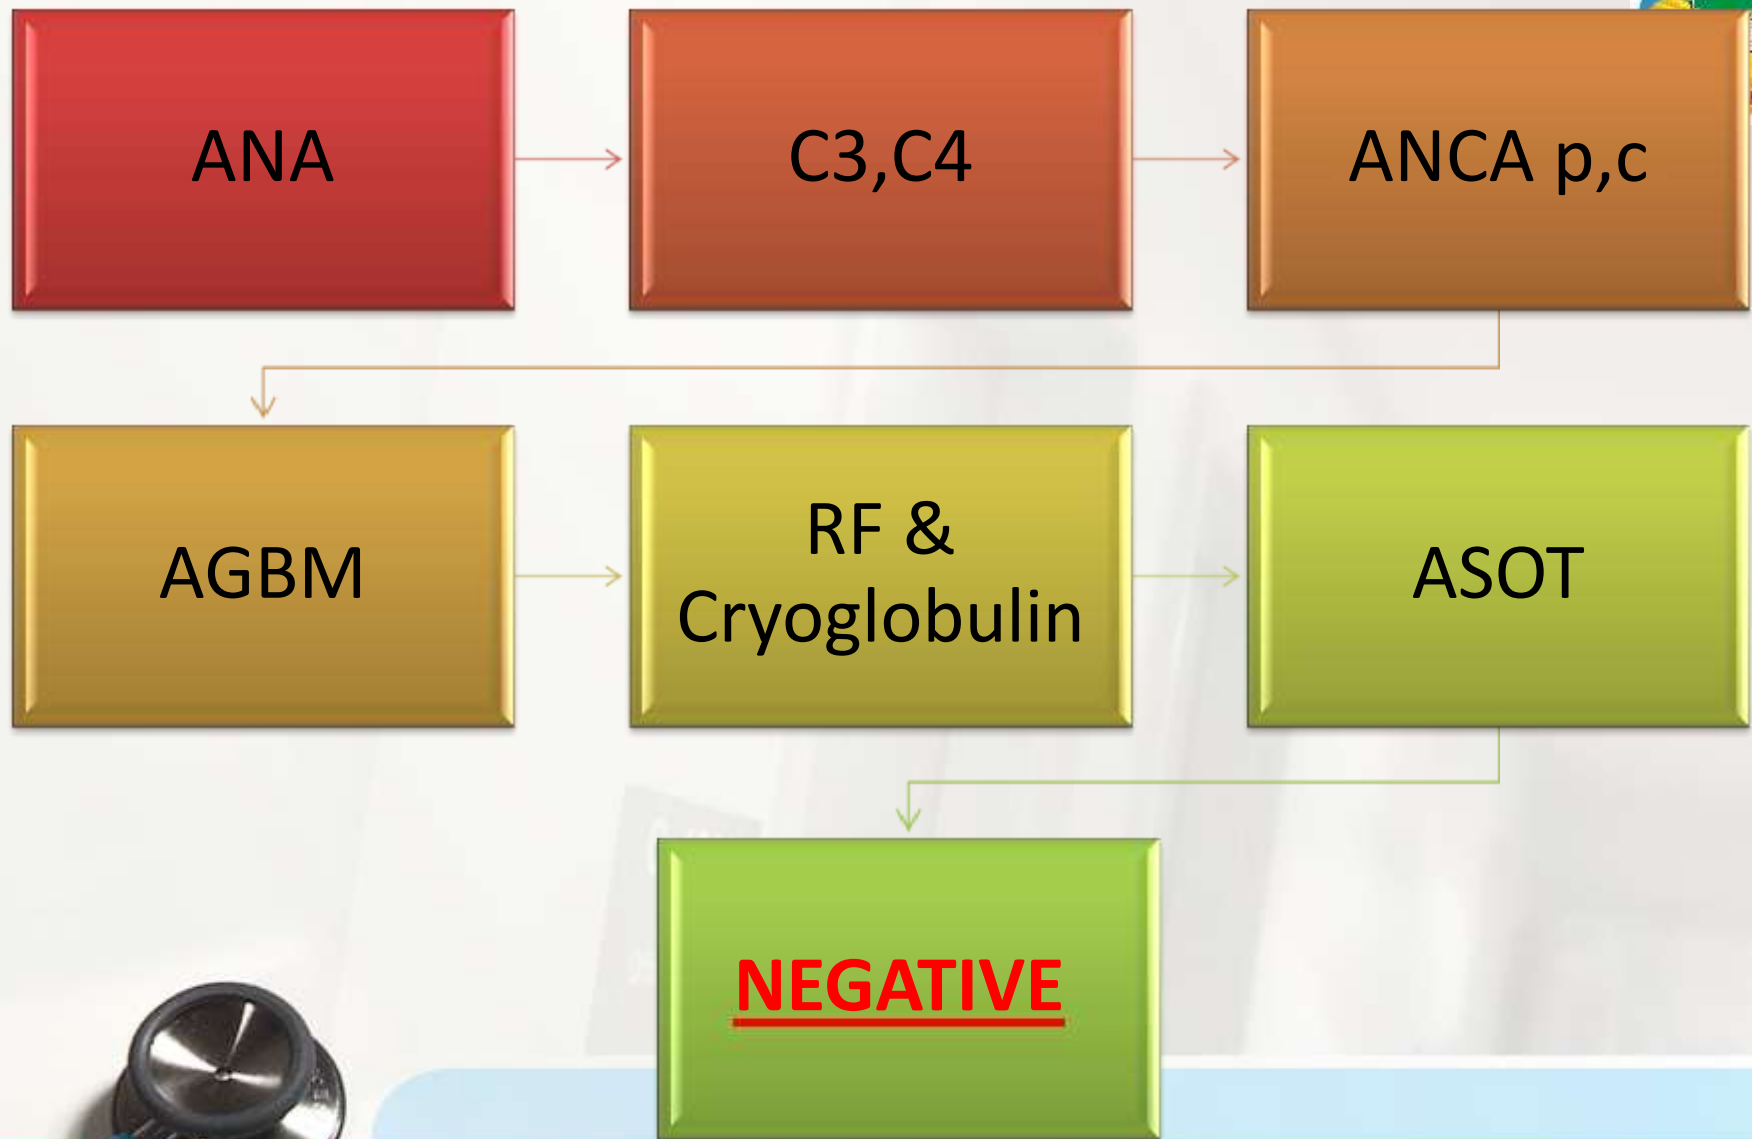 ANA
C3,C4
ANCA p,c
AGBM
RF &
Cryoglobulin
ASOT
NEGATIVE